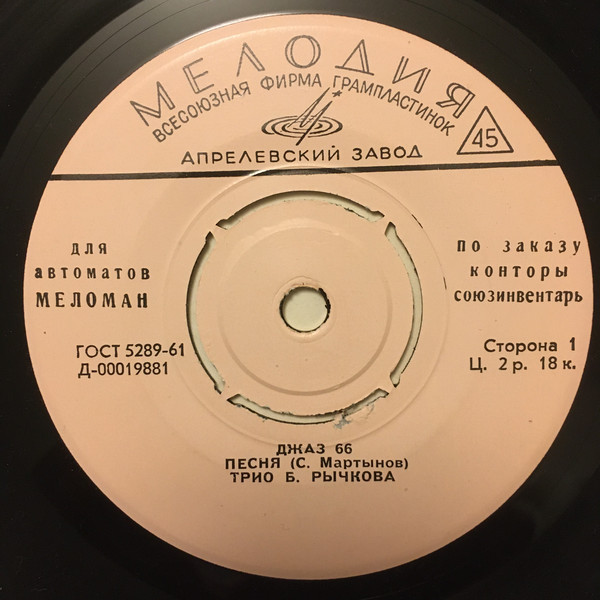 МЕЛОДИЯ
ВСЕСОЮЗНАЯ ФИРМА ГРАМПЛАСТИНОК
45
АПРЕЛЕВСКИЙ ЗАВОД
для
автоматов
МЕЛОМАН
по заказу
конторы
союзинвентарь
ГОСТ 5289-61
Д-00019881
Сторона 1
Ц. 2 р. 18 к.
ДЖАЗ 66
ПЕСНЯ (С. Мартынов)
ТРИО Б. РЫЧКОВА